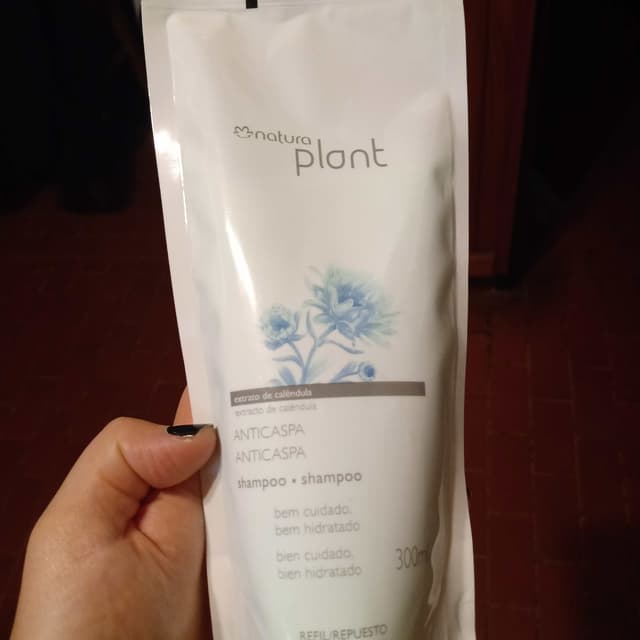 natura
plant
extrato de calêndula
extracto de caléndula
ANTICASPA
ANTICASPA
shampoo • shampoo
bem cuidado,
bem hidratado
bien cuidado,
bien hidratado
300ml
REFIL/REPUESTO